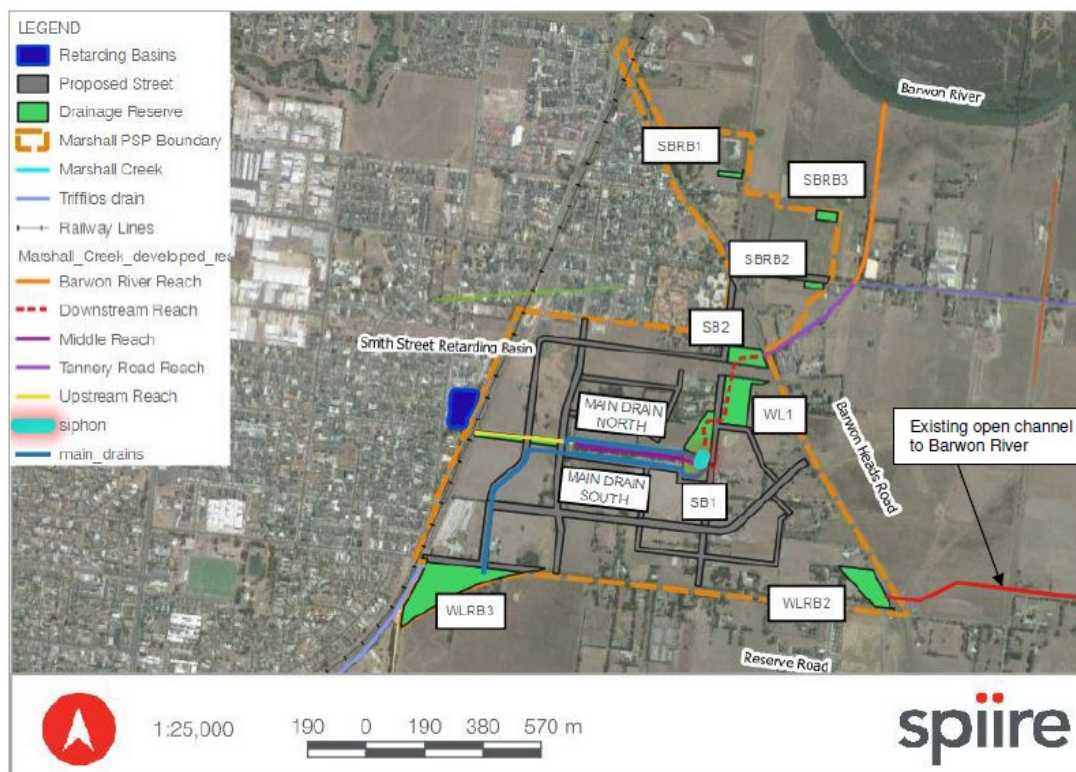 LEGEND
Retarding Basins
Proposed Street
Drainage Reserve
Marshall PSP Boundary
Marshall Creek
Triffilos drain
Railway Lines
Marshall_Creek_developed_rea
Barwon River Reach
Downstream Reach
Middle Reach
Tannery Road Reach
Upstream Reach
siphon
main_drains
Barwon River
SBRB1
SBRB3
SBRB2
SB2
Smith Street Retarding Basin
MAIN DRAIN
NORTH
WL1
Barwon Heads Road
Existing open channel
to Barwon River
MAIN DRAIN
SOUTH
SB1
WLRB3
WLRB2
Reserve Road
1:25,000
190 0 190 380 570 m
spiire